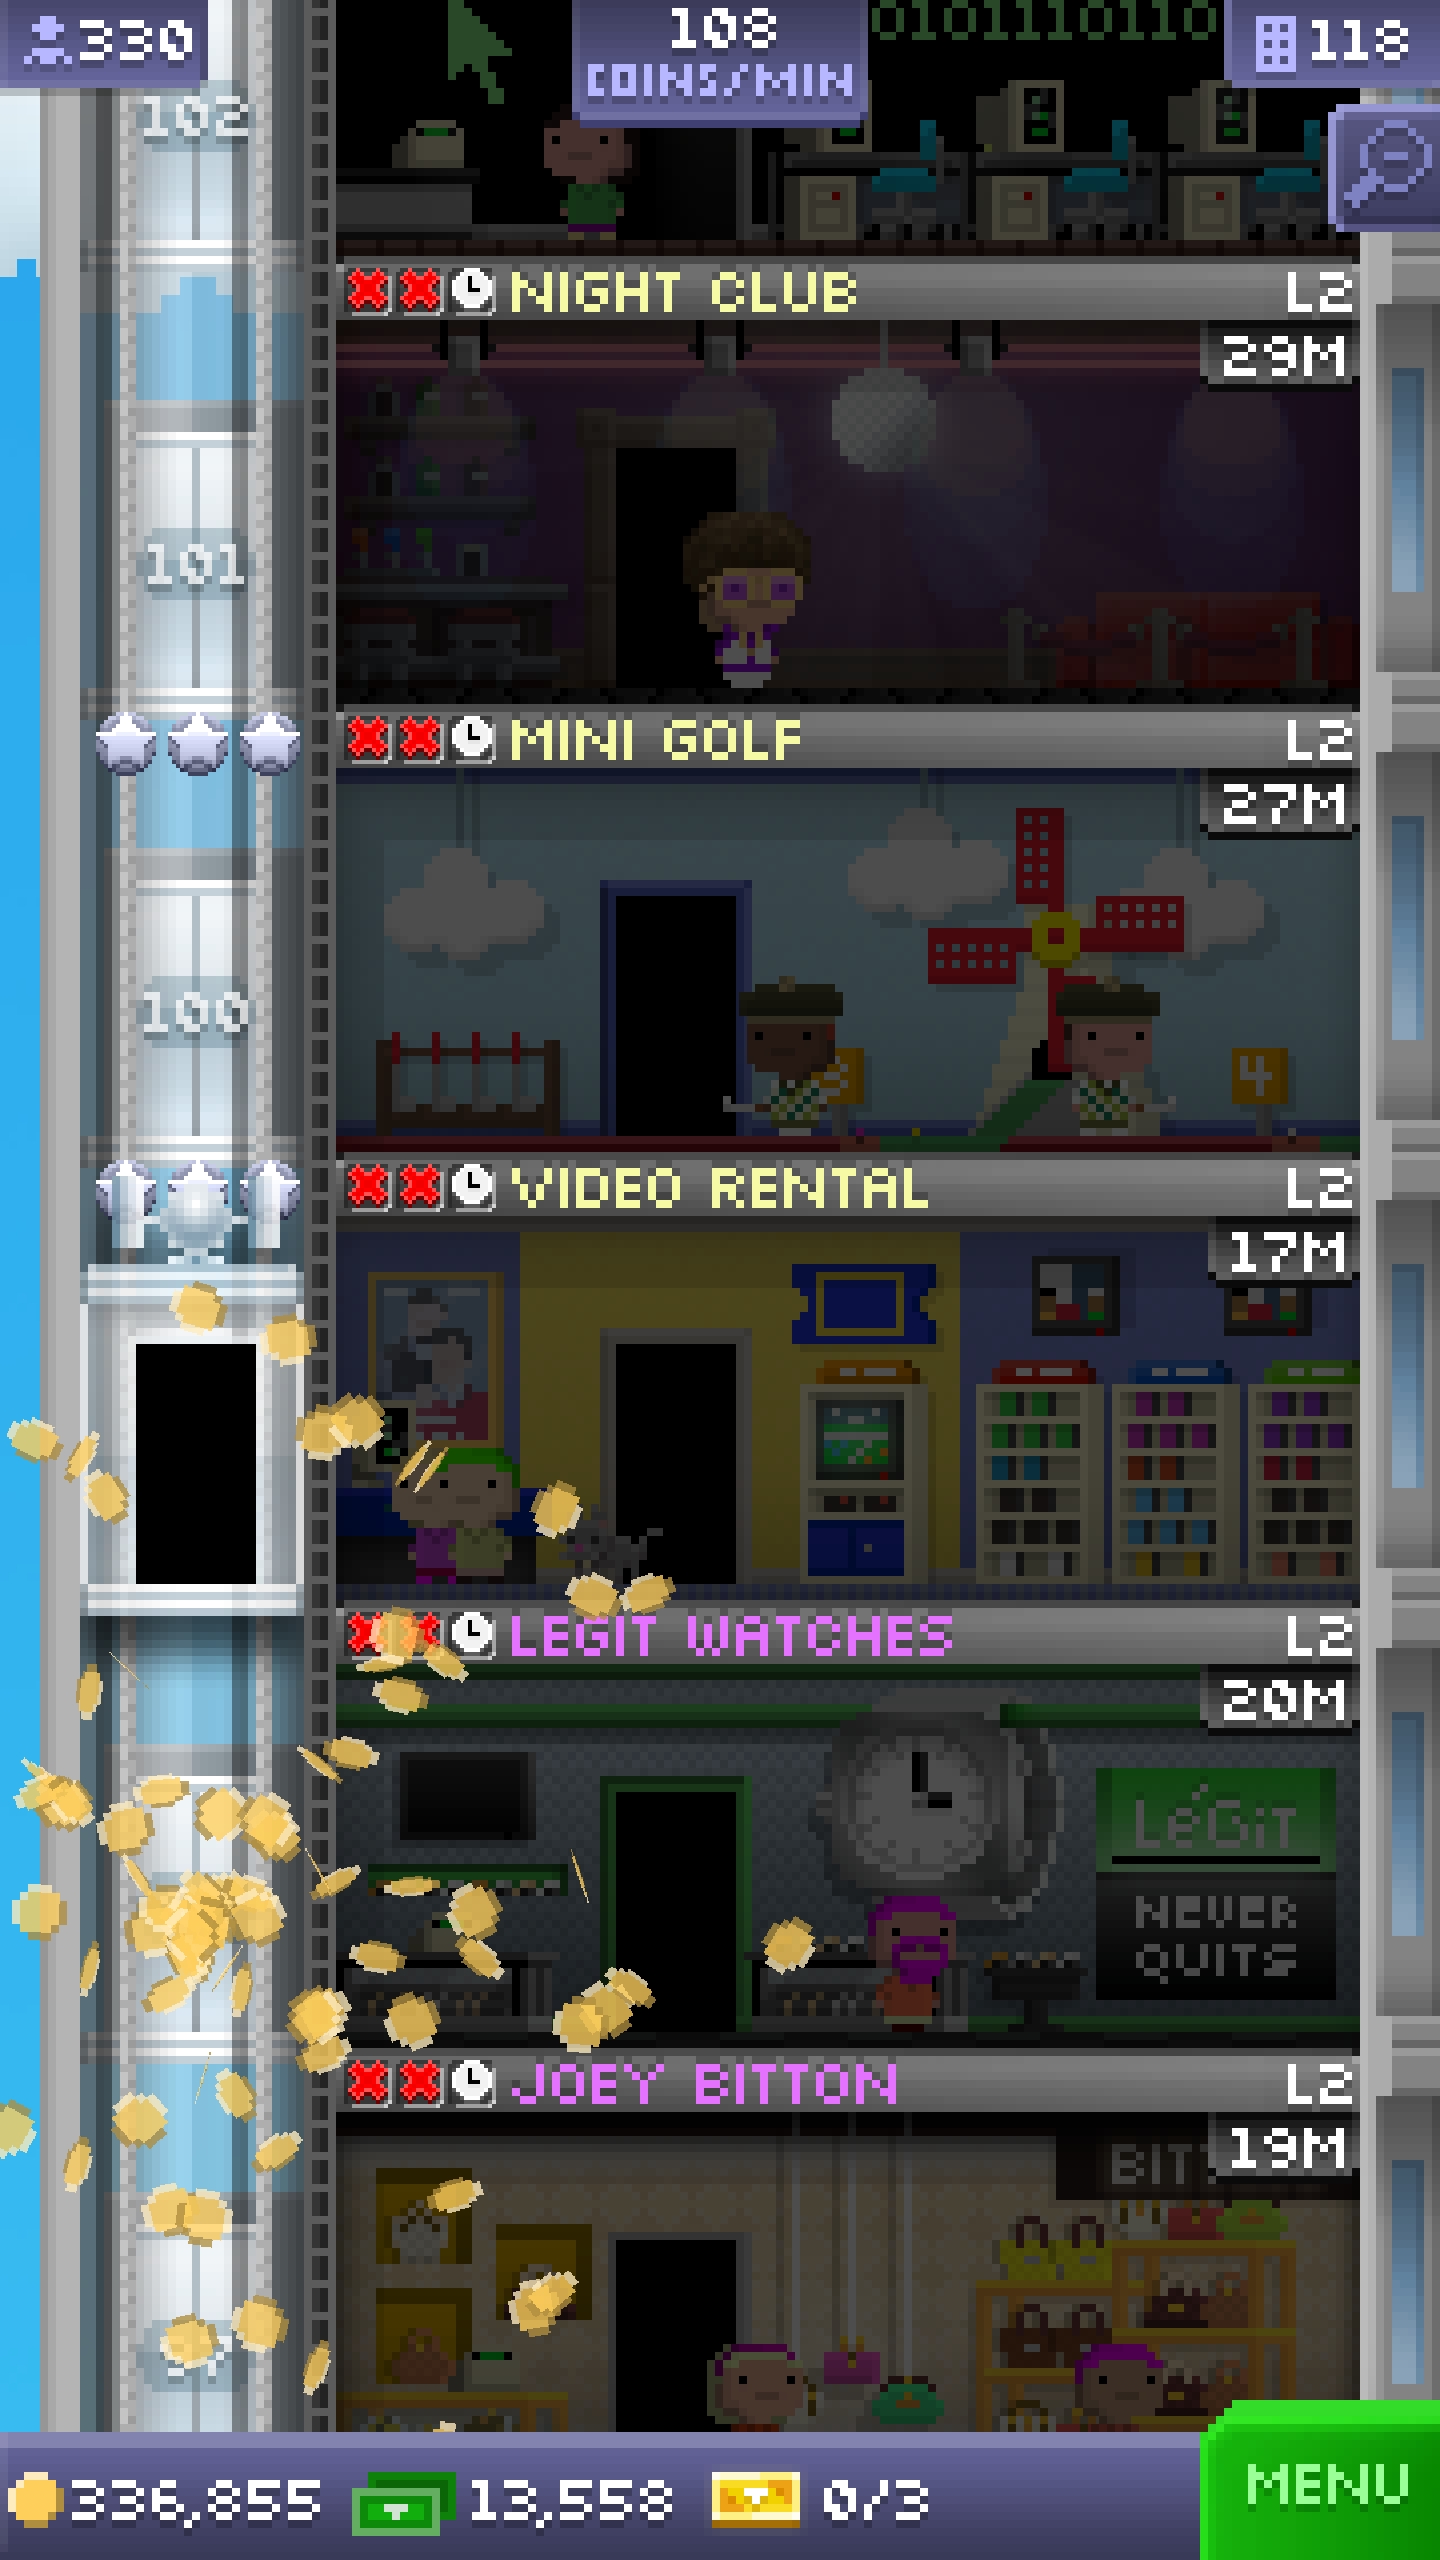 330
108
COINS/MIN
0101110110
118
102
NIGHT CLUB L2
29M
101
MINI GOLF L2
27M
100
4
VIDEO RENTAL L2
17M
LEGIT WATCHES L2
20M
LéGiT
NEVER
QUITS
JOEY BITTON L2
19M
BIT
336,855 13,558 0/3
MENU